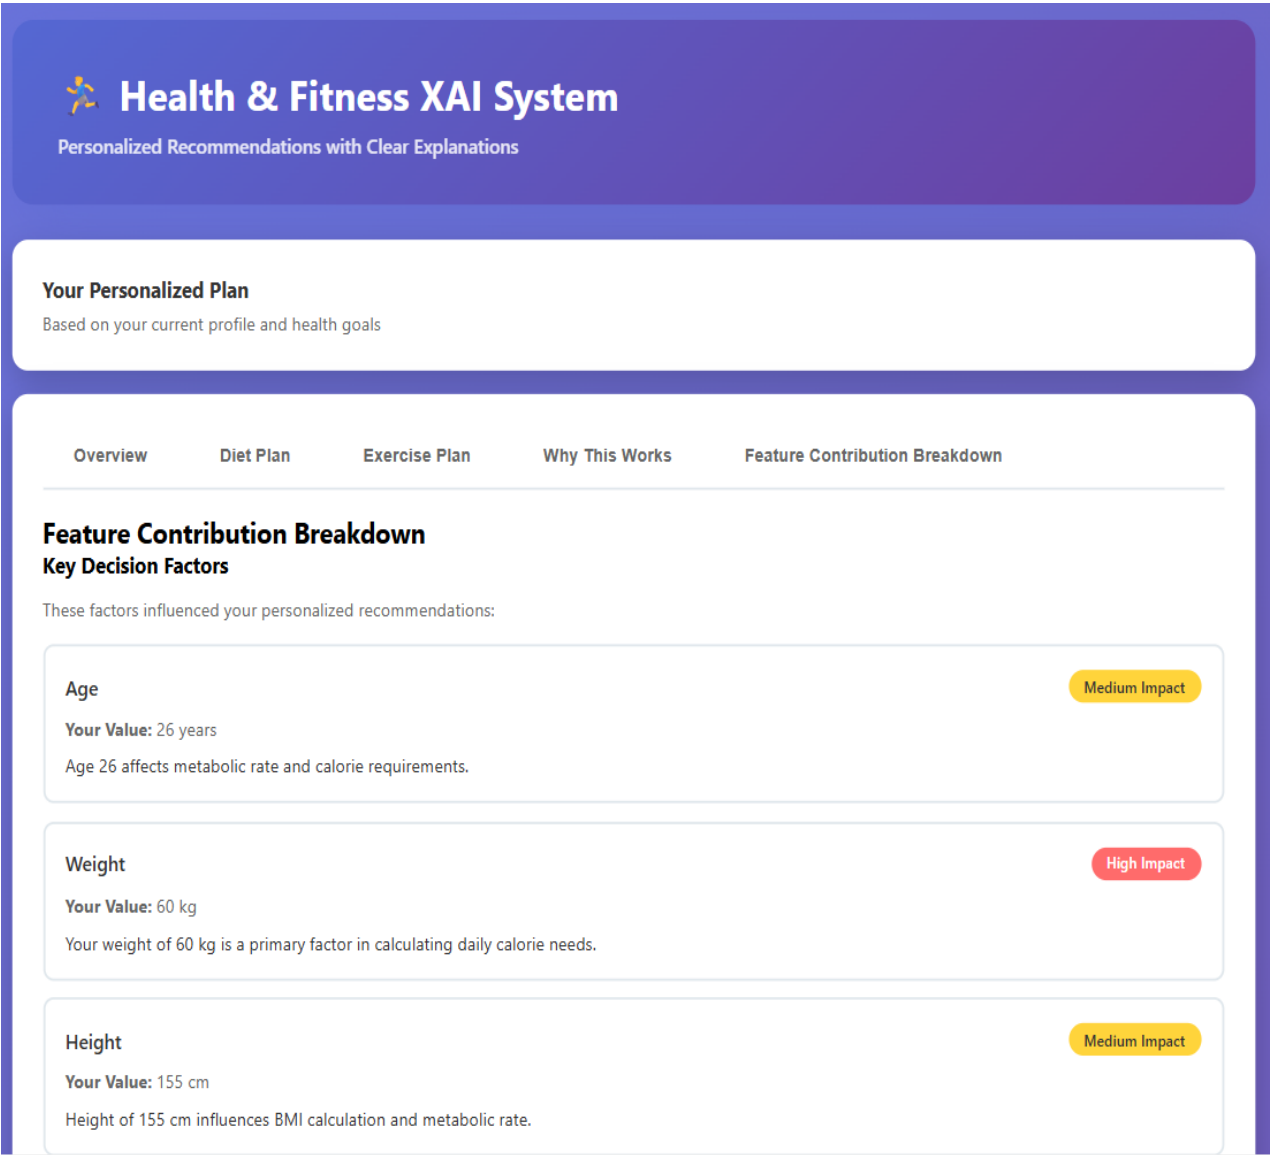 Health & Fitness XAI System
Personalized Recommendations with Clear Explanations
Your Personalized Plan
Based on your current profile and health goals
Overview Diet Plan Exercise Plan Why This Works Feature Contribution Breakdown
Feature Contribution Breakdown
Key Decision Factors
These factors influenced your personalized recommendations:
Age Medium Impact
Your Value: 26 years
Age 26 affects metabolic rate and calorie requirements.
Weight High Impact
Your Value: 60 kg
Your weight of 60 kg is a primary factor in calculating daily calorie needs.
Height Medium Impact
Your Value: 155 cm
Height of 155 cm influences BMI calculation and metabolic rate.